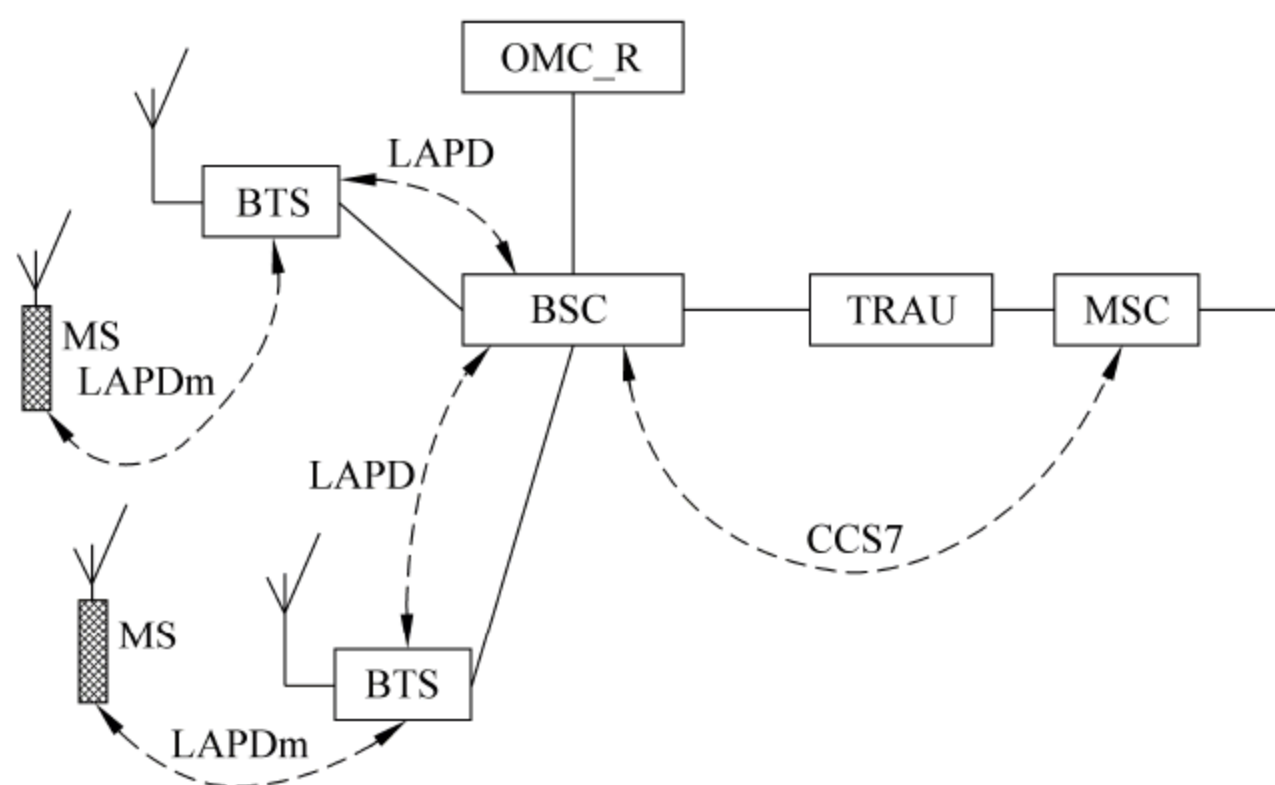 OMC_R
LAPD
BTS
BSC
TRAU
MSC
MS
LAPDm
LAPD
CCS7
MS
BTS
LAPDm